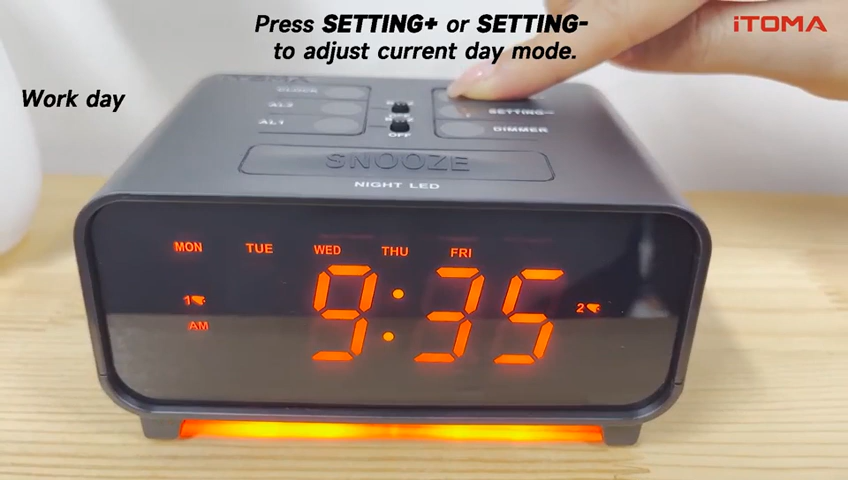 Press SETTING+ or SETTING-
to adjust current day mode.
iTOMA
Work day
AL2
AL1
SETTING-
DIMMER
OFF
SNOOZE
NIGHT LED
MON TUE WED THU FRI
9:35
1
AM
2